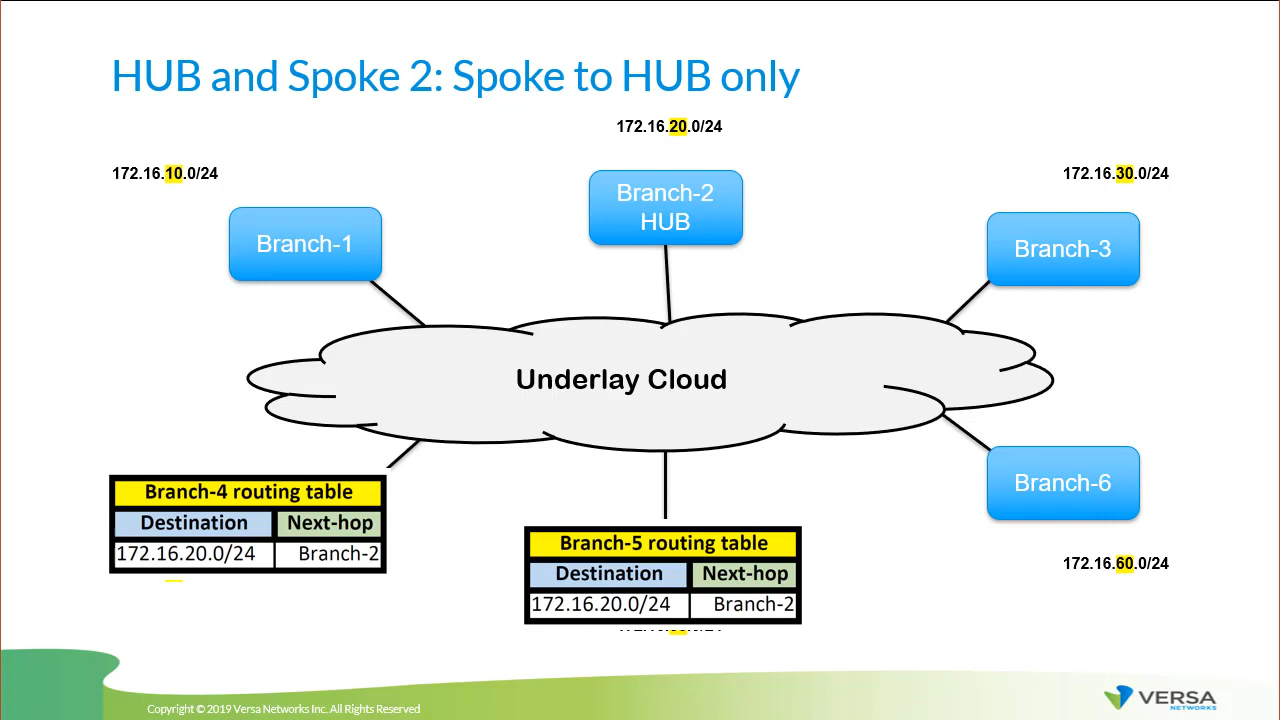 HUB and Spoke 2: Spoke to HUB only
172.16.20.0/24
172.16.10.0/24
172.16.30.0/24
Branch-1
Branch-2
HUB
Branch-3
Underlay Cloud
Branch-6
Branch-4 routing table
Destination Next-hop
172.16.20.0/24 Branch-2
Branch-5 routing table
Destination Next-hop
172.16.20.0/24 Branch-2
172.16.60.0/24
Copyright © 2019 Versa Networks Inc. All Rights Reserved
VERSA
NETWORKS